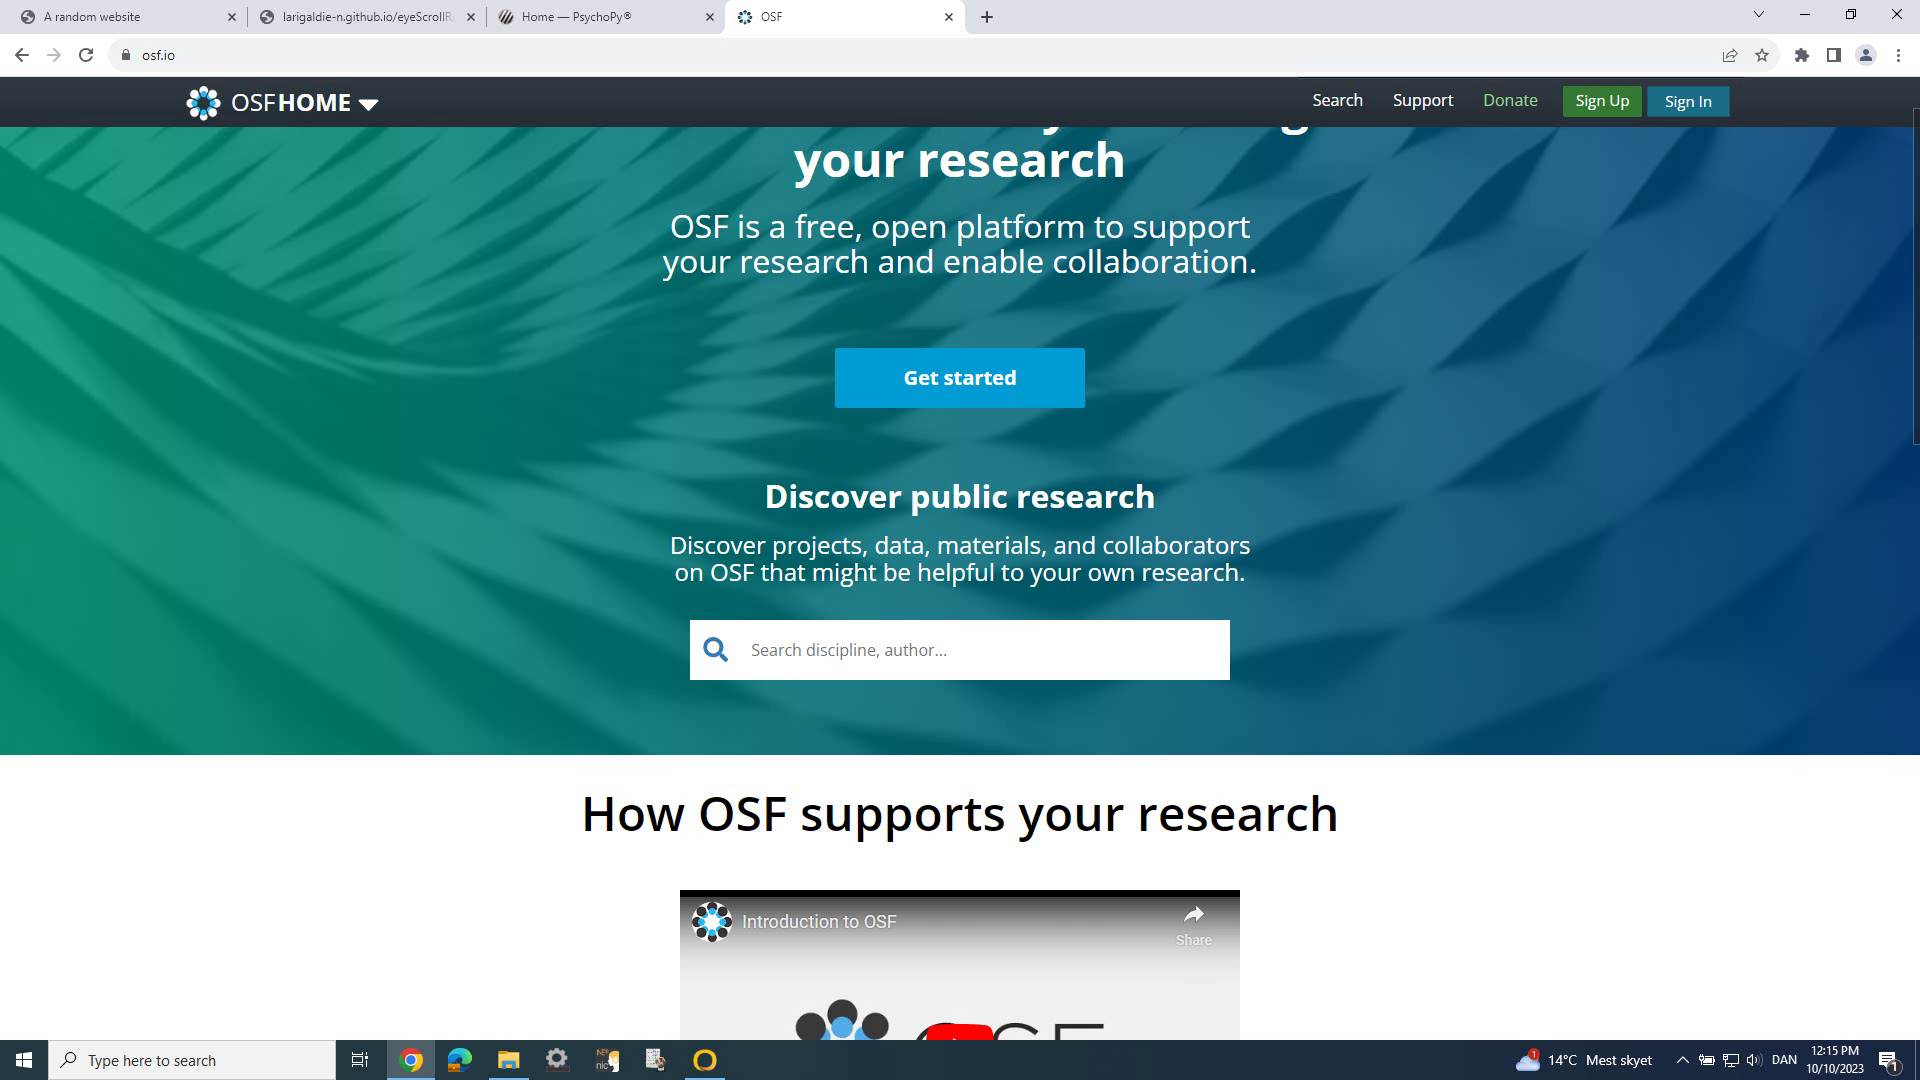 A random website
larigaldie-n.github.io/eyeScrollR
Home — PsychoPy®
OSF
osf.io
OSFHOME
Search
Support
Donate
Sign Up
Sign In
your research
OSF is a free, open platform to support
your research and enable collaboration.
Get started
Discover public research
Discover projects, data, materials, and collaborators
on OSF that might be helpful to your own research.
Search discipline, author...
How OSF supports your research
Introduction to OSF
Share
Type here to search
1
14°C Mest skyet
DAN
12:15 PM
10/10/2023
1